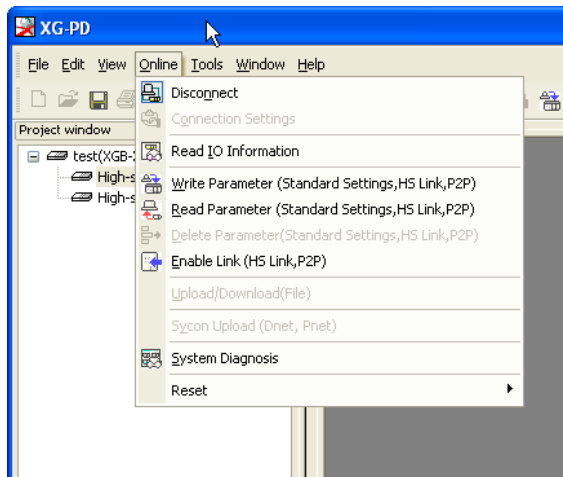 XG-PD
File Edit View Online Tools Window Help
Project window
Disconnect
Connection Settings
Read IO Information
test(XGB-
Write Parameter (Standard Settings,HS Link,P2P)
High-s
Read Parameter (Standard Settings,HS Link,P2P)
High-s
Delete Parameter(Standard Settings,HS Link,P2P)
Enable Link (HS Link,P2P)
Upload/Download(File)
Sycon Upload (Dnet, Pnet)
System Diagnosis
Reset